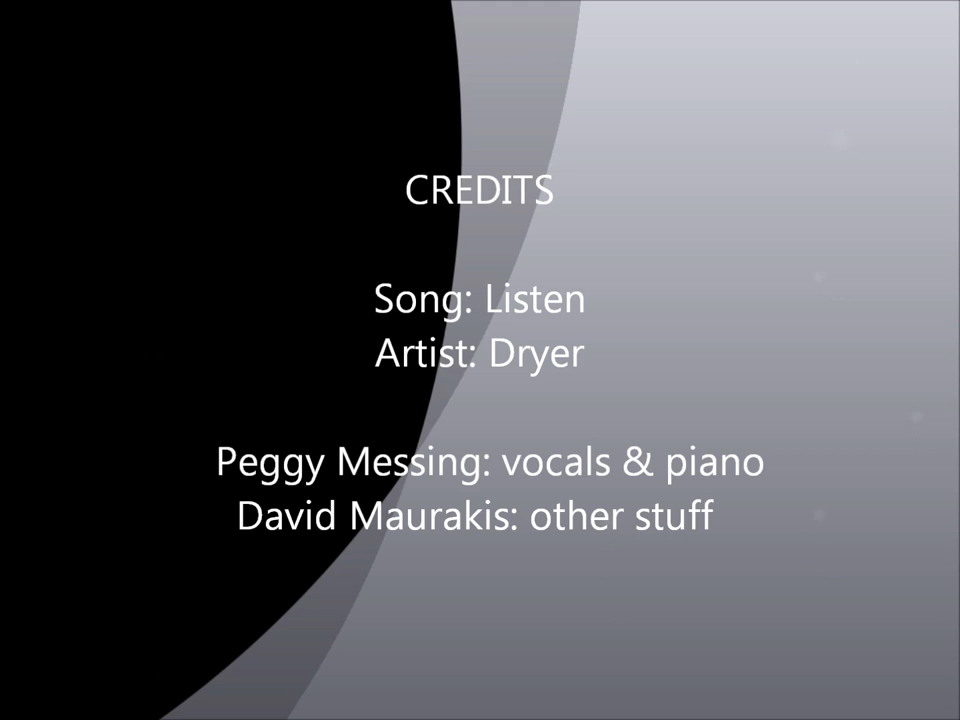 CREDITS
Song: Listen
Artist: Dryer
Peggy Messing: vocals & piano
David Maurakis: other stuff